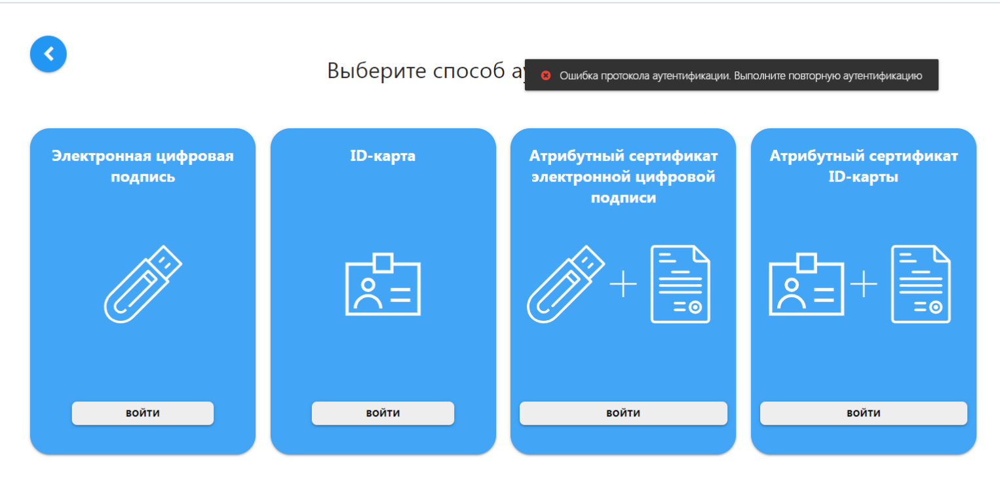 Выберите способ
Ошибка протокола аутентификации. Выполните повторную аутентификацию
Электронная цифровая
подпись
ВОЙТИ
ID-карта
ВОЙТИ
Атрибутный сертификат
электронной цифровой
подписи
ВОЙТИ
Атрибутный сертификат
ID-карты
ВОЙТИ